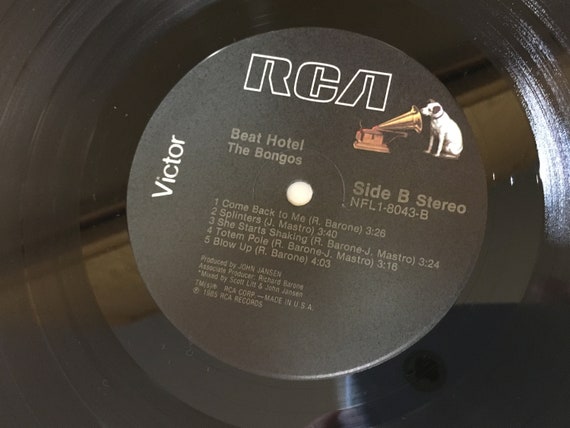 RCA
Victor
Beat Hotel
The Bongos
Side B Stereo
NFL1-8043-B
1 Come Back to Me (R. Barone) 3:26
2 Splinters (J. Mastro) 3:40
3 She Starts Shaking (R. Barone-J. Mastro) 3:24
4 Totem Pole (R. Barone-J. Mastro) 3:16
5 Blow Up (R. Barone) 4:03
Produced by JOHN JANSEN
Associate Producer: Richard Barone
*Mixed by Scott Litt & John Jansen
TM(s)® RCA CORP.—MADE IN U.S.A.
℗ 1985 RCA RECORDS